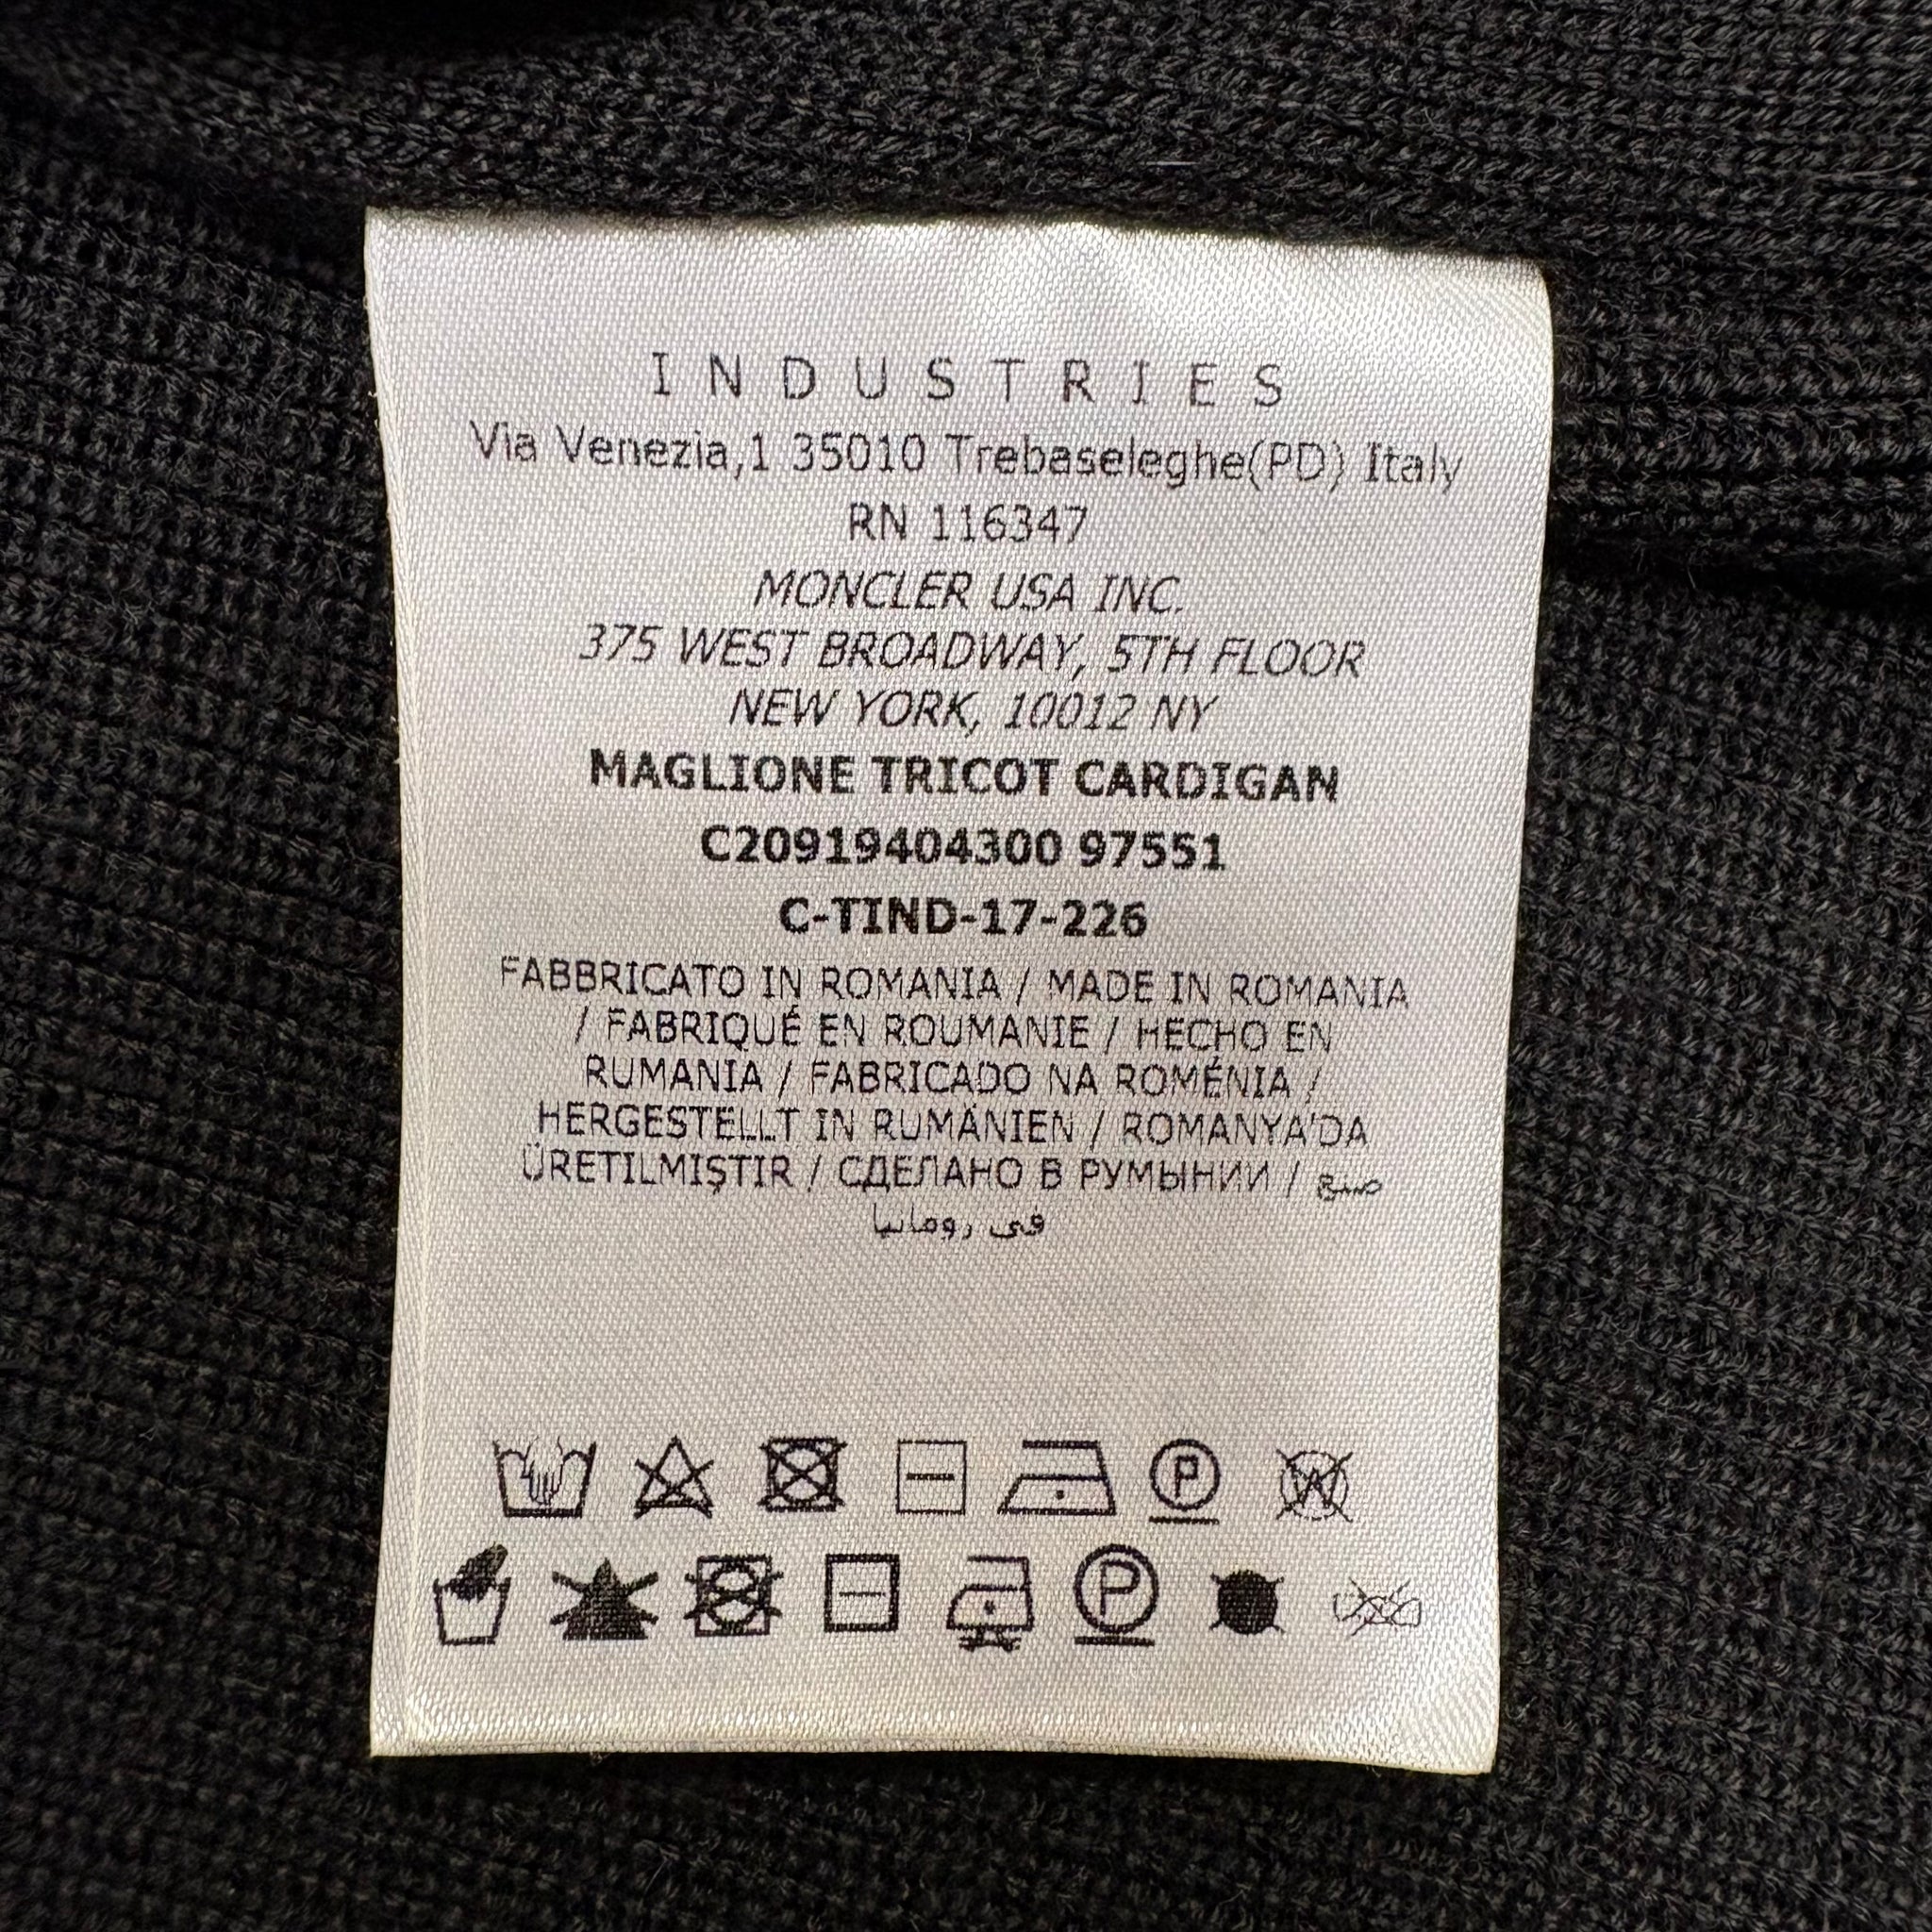 INDUSTRIES
Via Venezia,1 35010 Trebaseleghe(PD) Italy
RN 116347
MONCLER USA INC.
375 WEST BROADWAY, 5TH FLOOR
NEW YORK, 10012 NY
MAGLIONE TRICOT CARDIGAN
C20919404300 97551
C-TIND-17-226
FABBRICATO IN ROMANIA / MADE IN ROMANIA
/ FABRIQUÉ EN ROUMANIE / HECHO EN
RUMANIA / FABRICADO NA ROMÉNIA /
HERGESTELLT IN RUMÄNIEN / ROMANYA'DA
ÜRETILMIŞTIR / СДЕЛАНО В РУМЫНИИ / صنع
في رومانيا
P W
P